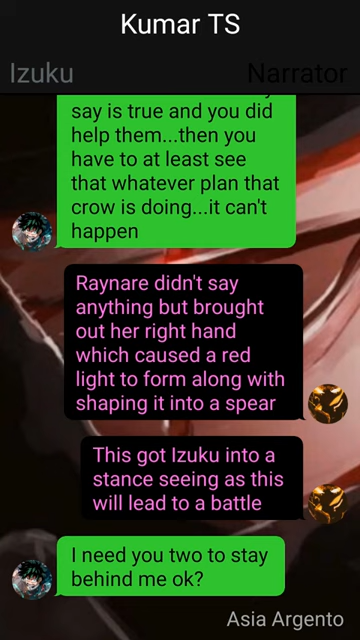 Kumar TS
Izuku
Narrator
say is true and you did
help them...then you
have to at least see
that whatever plan that
crow is doing...it can't
happen
Raynare didn't say
anything but brought
out her right hand
which caused a red
light to form along with
shaping it into a spear
This got Izuku into a
stance seeing as this
will lead to a battle
I need you two to stay
behind me ok?
Asia Argento